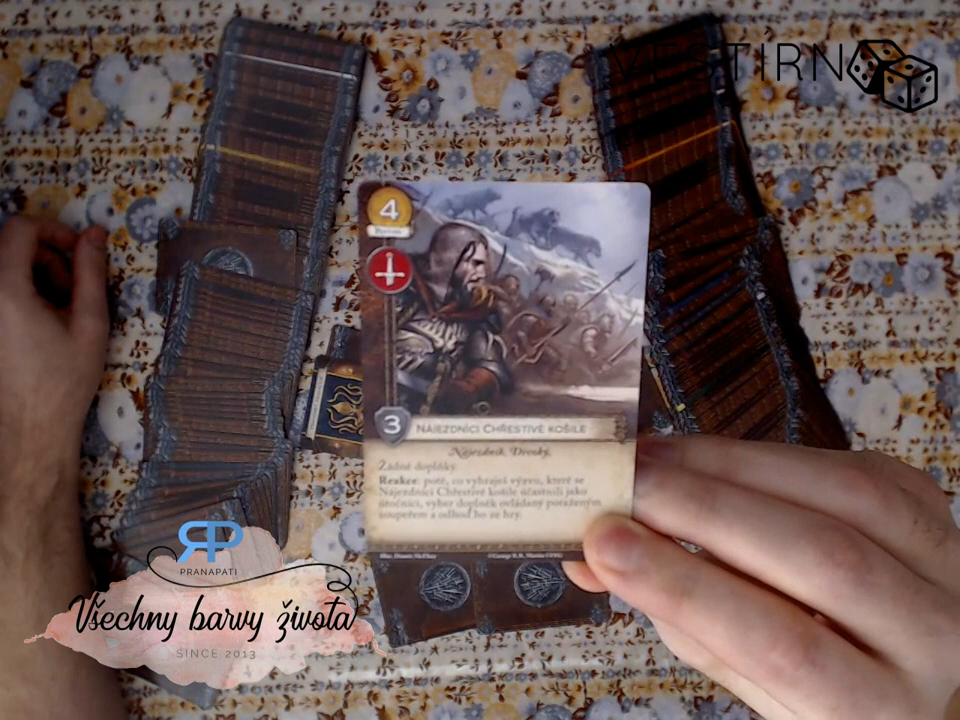 VESTIRN
4
3
NÁJEZDNÍCI CHŘESTIVÉ KOŠILE
Nájezdník. Divoký.
Žádné doplňky.
Reakce: poté, co vyhraješ výzvu, které se
Nájezdníci Chřestivé košile účastnili jako
útočníci, vyber doplněk ovládaný poraženým
soupeřem a odhoď ho ze hry.
PRANAPATI
Všechny barvy života
SINCE 2013